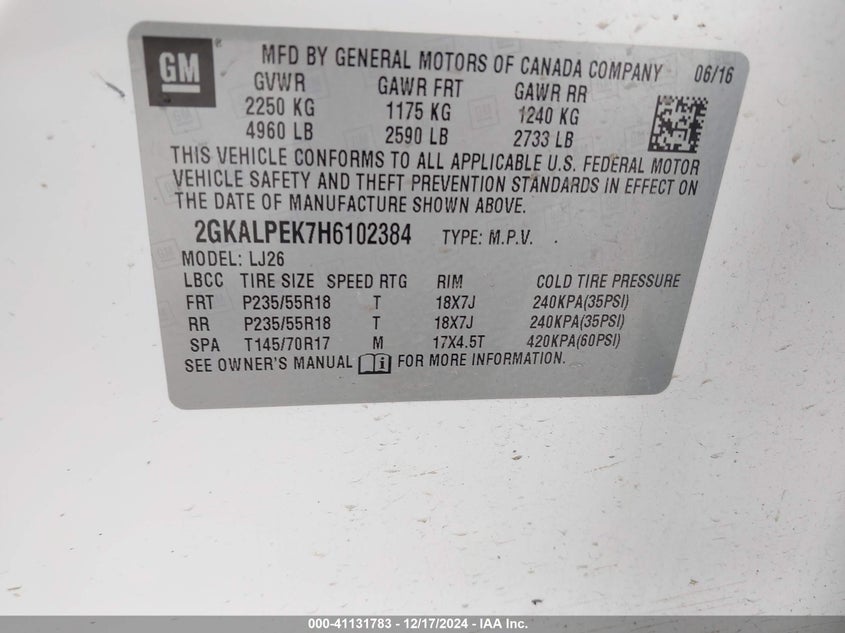 GM
MFD BY GENERAL MOTORS OF CANADA COMPANY 06/16
GVWR GAWR FRT GAWR RR
2250 KG 1175 KG 1240 KG
4960 LB 2590 LB 2733 LB
THIS VEHICLE CONFORMS TO ALL APPLICABLE U.S. FEDERAL MOTOR
VEHICLE SAFETY AND THEFT PREVENTION STANDARDS IN EFFECT ON
THE DATE OF MANUFACTURE SHOWN ABOVE.
2GKALPEK7H6102384 TYPE: M.P.V.
MODEL: LJ26
LBCC TIRE SIZE SPEED RTG RIM COLD TIRE PRESSURE
FRT P235/55R18 T 18X7J 240KPA(35PSI)
RR P235/55R18 T 18X7J 240KPA(35PSI)
SPA T145/70R17 M 17X4.5T 420KPA(60PSI)
SEE OWNER'S MANUAL i FOR MORE INFORMATION.
000-41131783 - 12/17/2024 - IAA Inc.